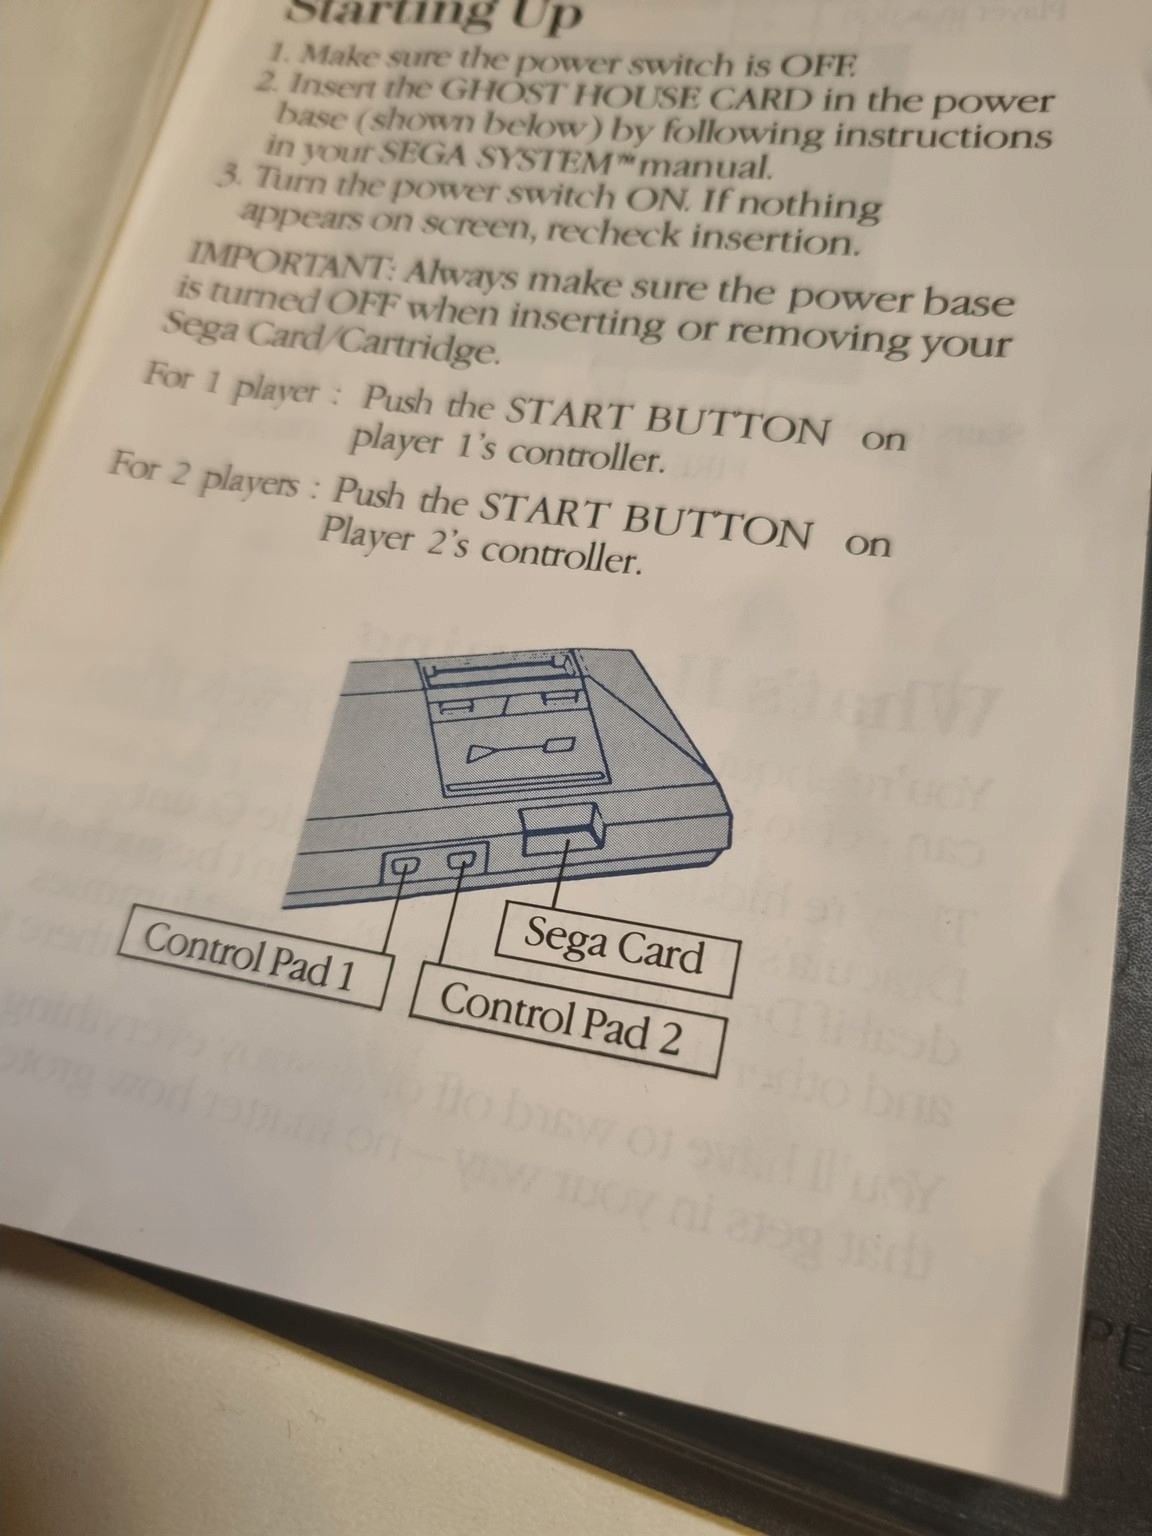 Starting Up
1. Make sure the power switch is OFF.
2. Insert the GHOST HOUSE CARD in the power
base (shown below) by following instructions
in your SEGA SYSTEM™ manual.
3. Turn the power switch ON. If nothing
appears on screen, recheck insertion.
IMPORTANT: Always make sure the power base
is turned OFF when inserting or removing your
Sega Card/Cartridge.
For 1 player : Push the START BUTTON on
player 1's controller.
For 2 players : Push the START BUTTON on
Player 2's controller.
Sega Card
Control Pad 1
Control Pad 2
PE